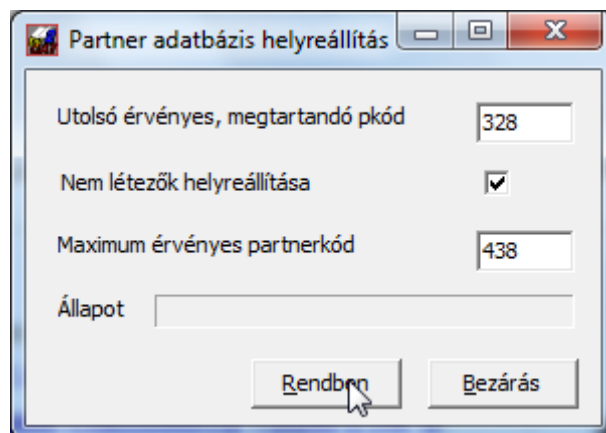 Partner adatbázis helyreállítás
Utolsó érvényes, megtartandó pkód 328
Nem létezők helyreállítása
Maximum érvényes partnerkód 438
Állapot
Rendben Bezárás